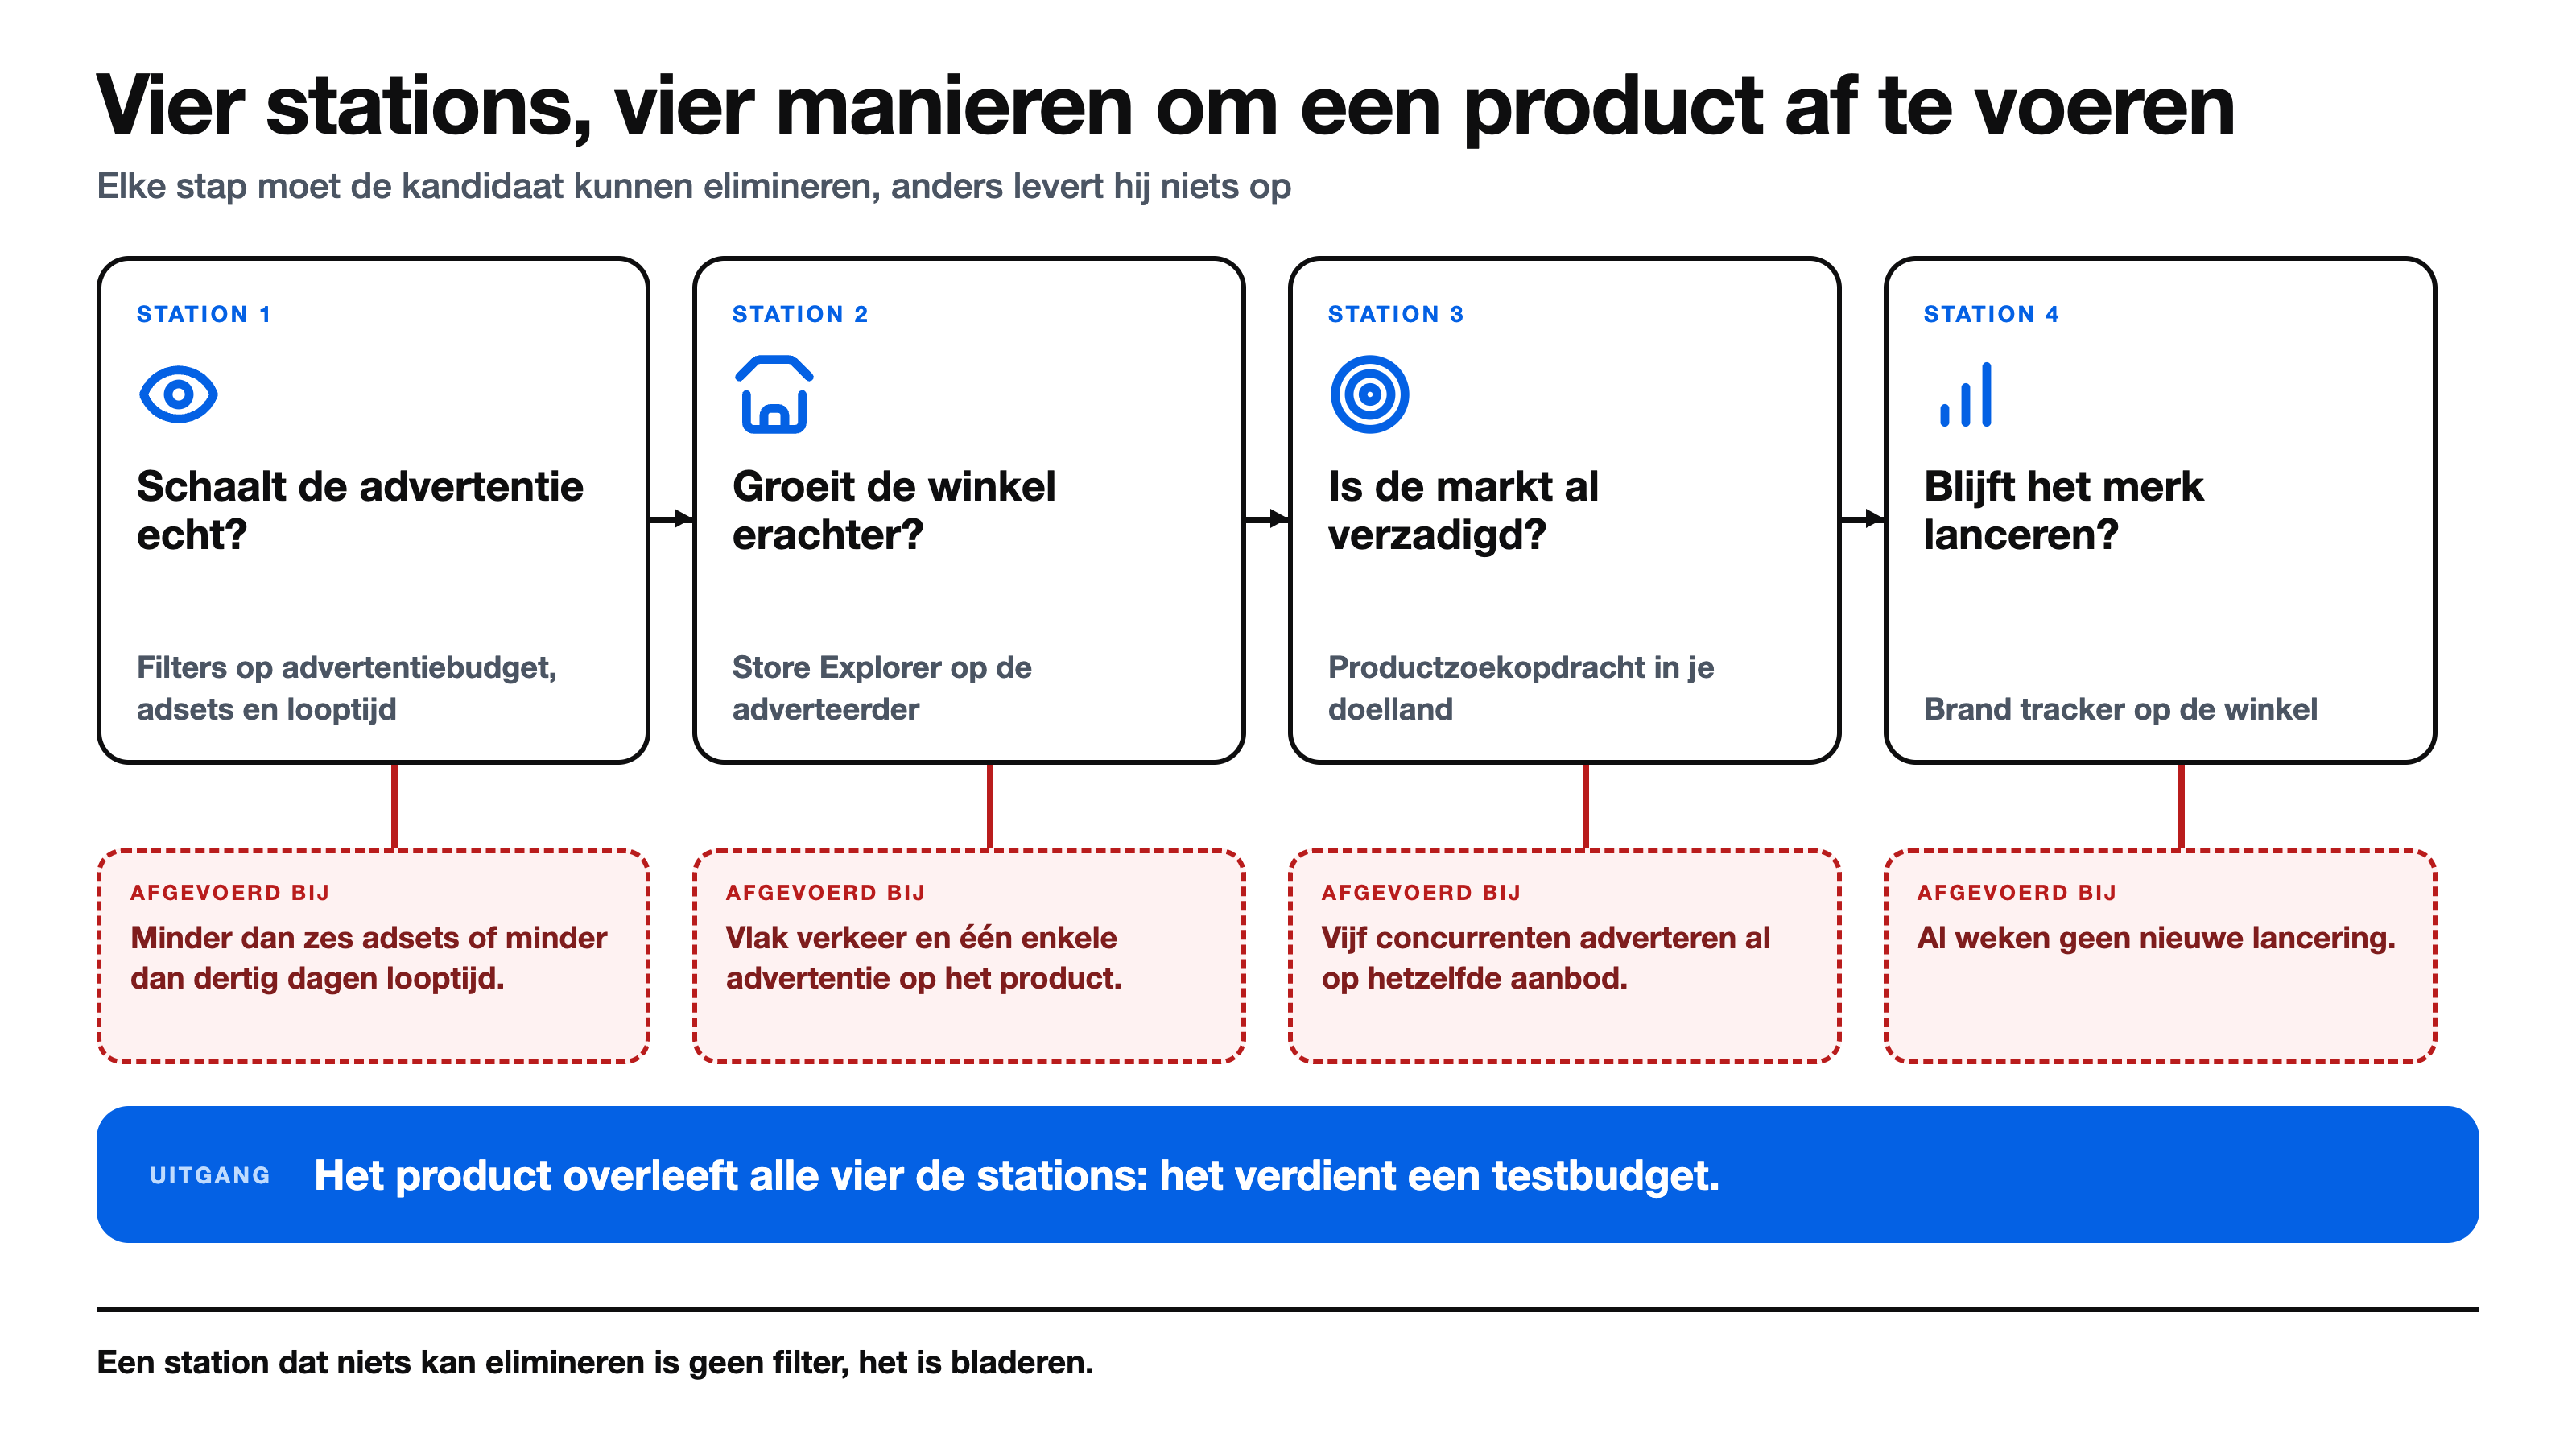 Vier stations, vier manieren om een product af te voeren
Elke stap moet de kandidaat kunnen elimineren, anders levert hij niets op
STATION 1
Schaalt de advertentie
echt?
Filters op advertentiebudget,
adsets en looptijd
STATION 2
Groeit de winkel
erachter?
Store Explorer op de
adverteerder
STATION 3
Is de markt al
verzadigd?
Productzoekopdracht in je
doelland
STATION 4
Blijft het merk
lanceren?
Brand tracker op de winkel
AFGEVOERD BIJ
Minder dan zes adsets of minder
dan dertig dagen looptijd.
AFGEVOERD BIJ
Vlak verkeer en één enkele
advertentie op het product.
AFGEVOERD BIJ
Vijf concurrenten adverteren al
op hetzelfde aanbod.
AFGEVOERD BIJ
Al weken geen nieuwe lancering.
UITGANG Het product overleeft alle vier de stations: het verdient een testbudget.
Een station dat niets kan elimineren is geen filter, het is bladeren.